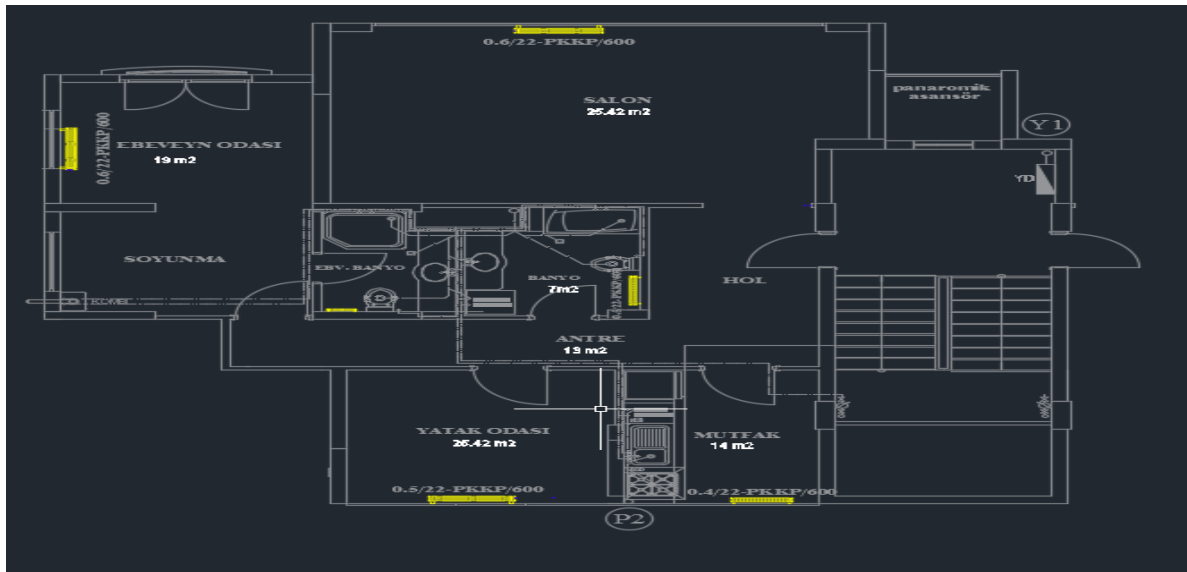 0.6/22-PKKP/600
SALON
25.42 m2
panaromik
asansör
Y1
EBEVEYN ODASI
19 m2
0.6/22-PKKP/600
YD
SOYUNMA
EBV. BANYO
BANYO
7m2
HOL
KOMBİ
ANTRE
13 m2
YATAK ODASI
25.42 m2
MUTFAK
14 m2
0.5/22-PKKP/600
0.4/22-PKKP/600
P2